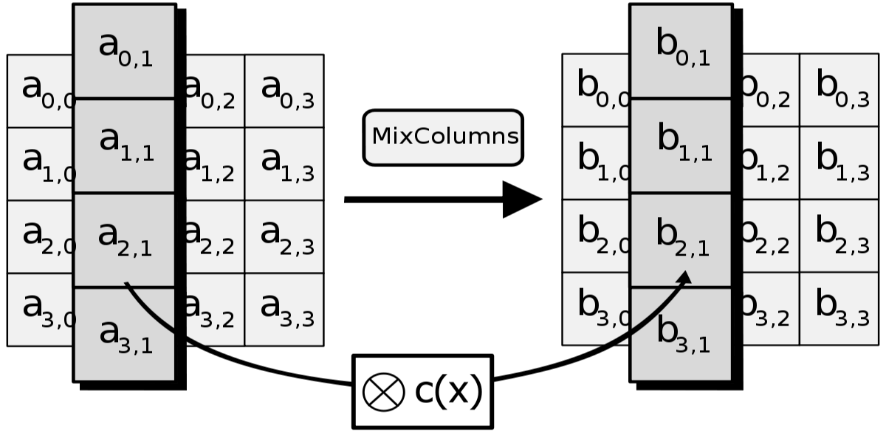 a0,1
a0,0 a0,2 a0,3
a1,1
a1,0 a1,2 a1,3
a2,1
a2,0 a2,2 a2,3
a3,1
a3,0 a3,2 a3,3
MixColumns
b0,1
b0,0 b0,2 b0,3
b1,1
b1,0 b1,2 b1,3
b2,1
b2,0 b2,2 b2,3
b3,1
b3,0 b3,2 b3,3
⊗ c(x)